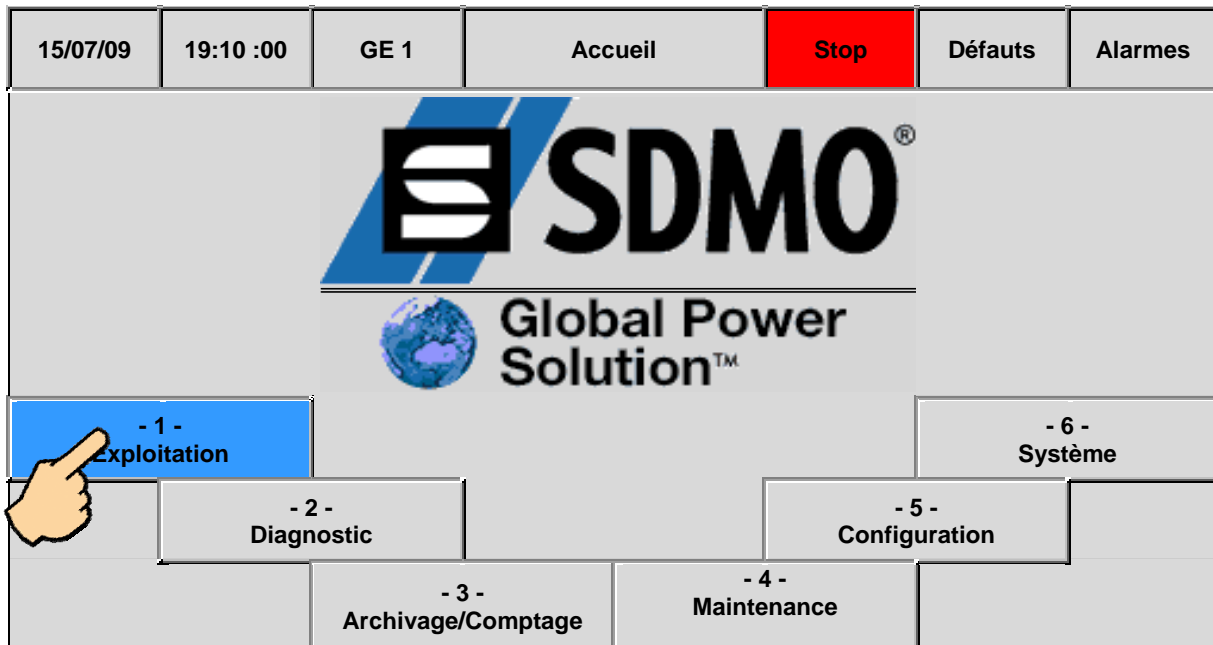 15/07/09 19:10 :00 GE 1 Accueil Stop Défauts Alarmes
SDMO®
Global Power
Solution™
- 1 -
Exploitation
- 6 -
Système
- 2 -
Diagnostic
- 5 -
Configuration
- 3 -
Archivage/Comptage
- 4 -
Maintenance